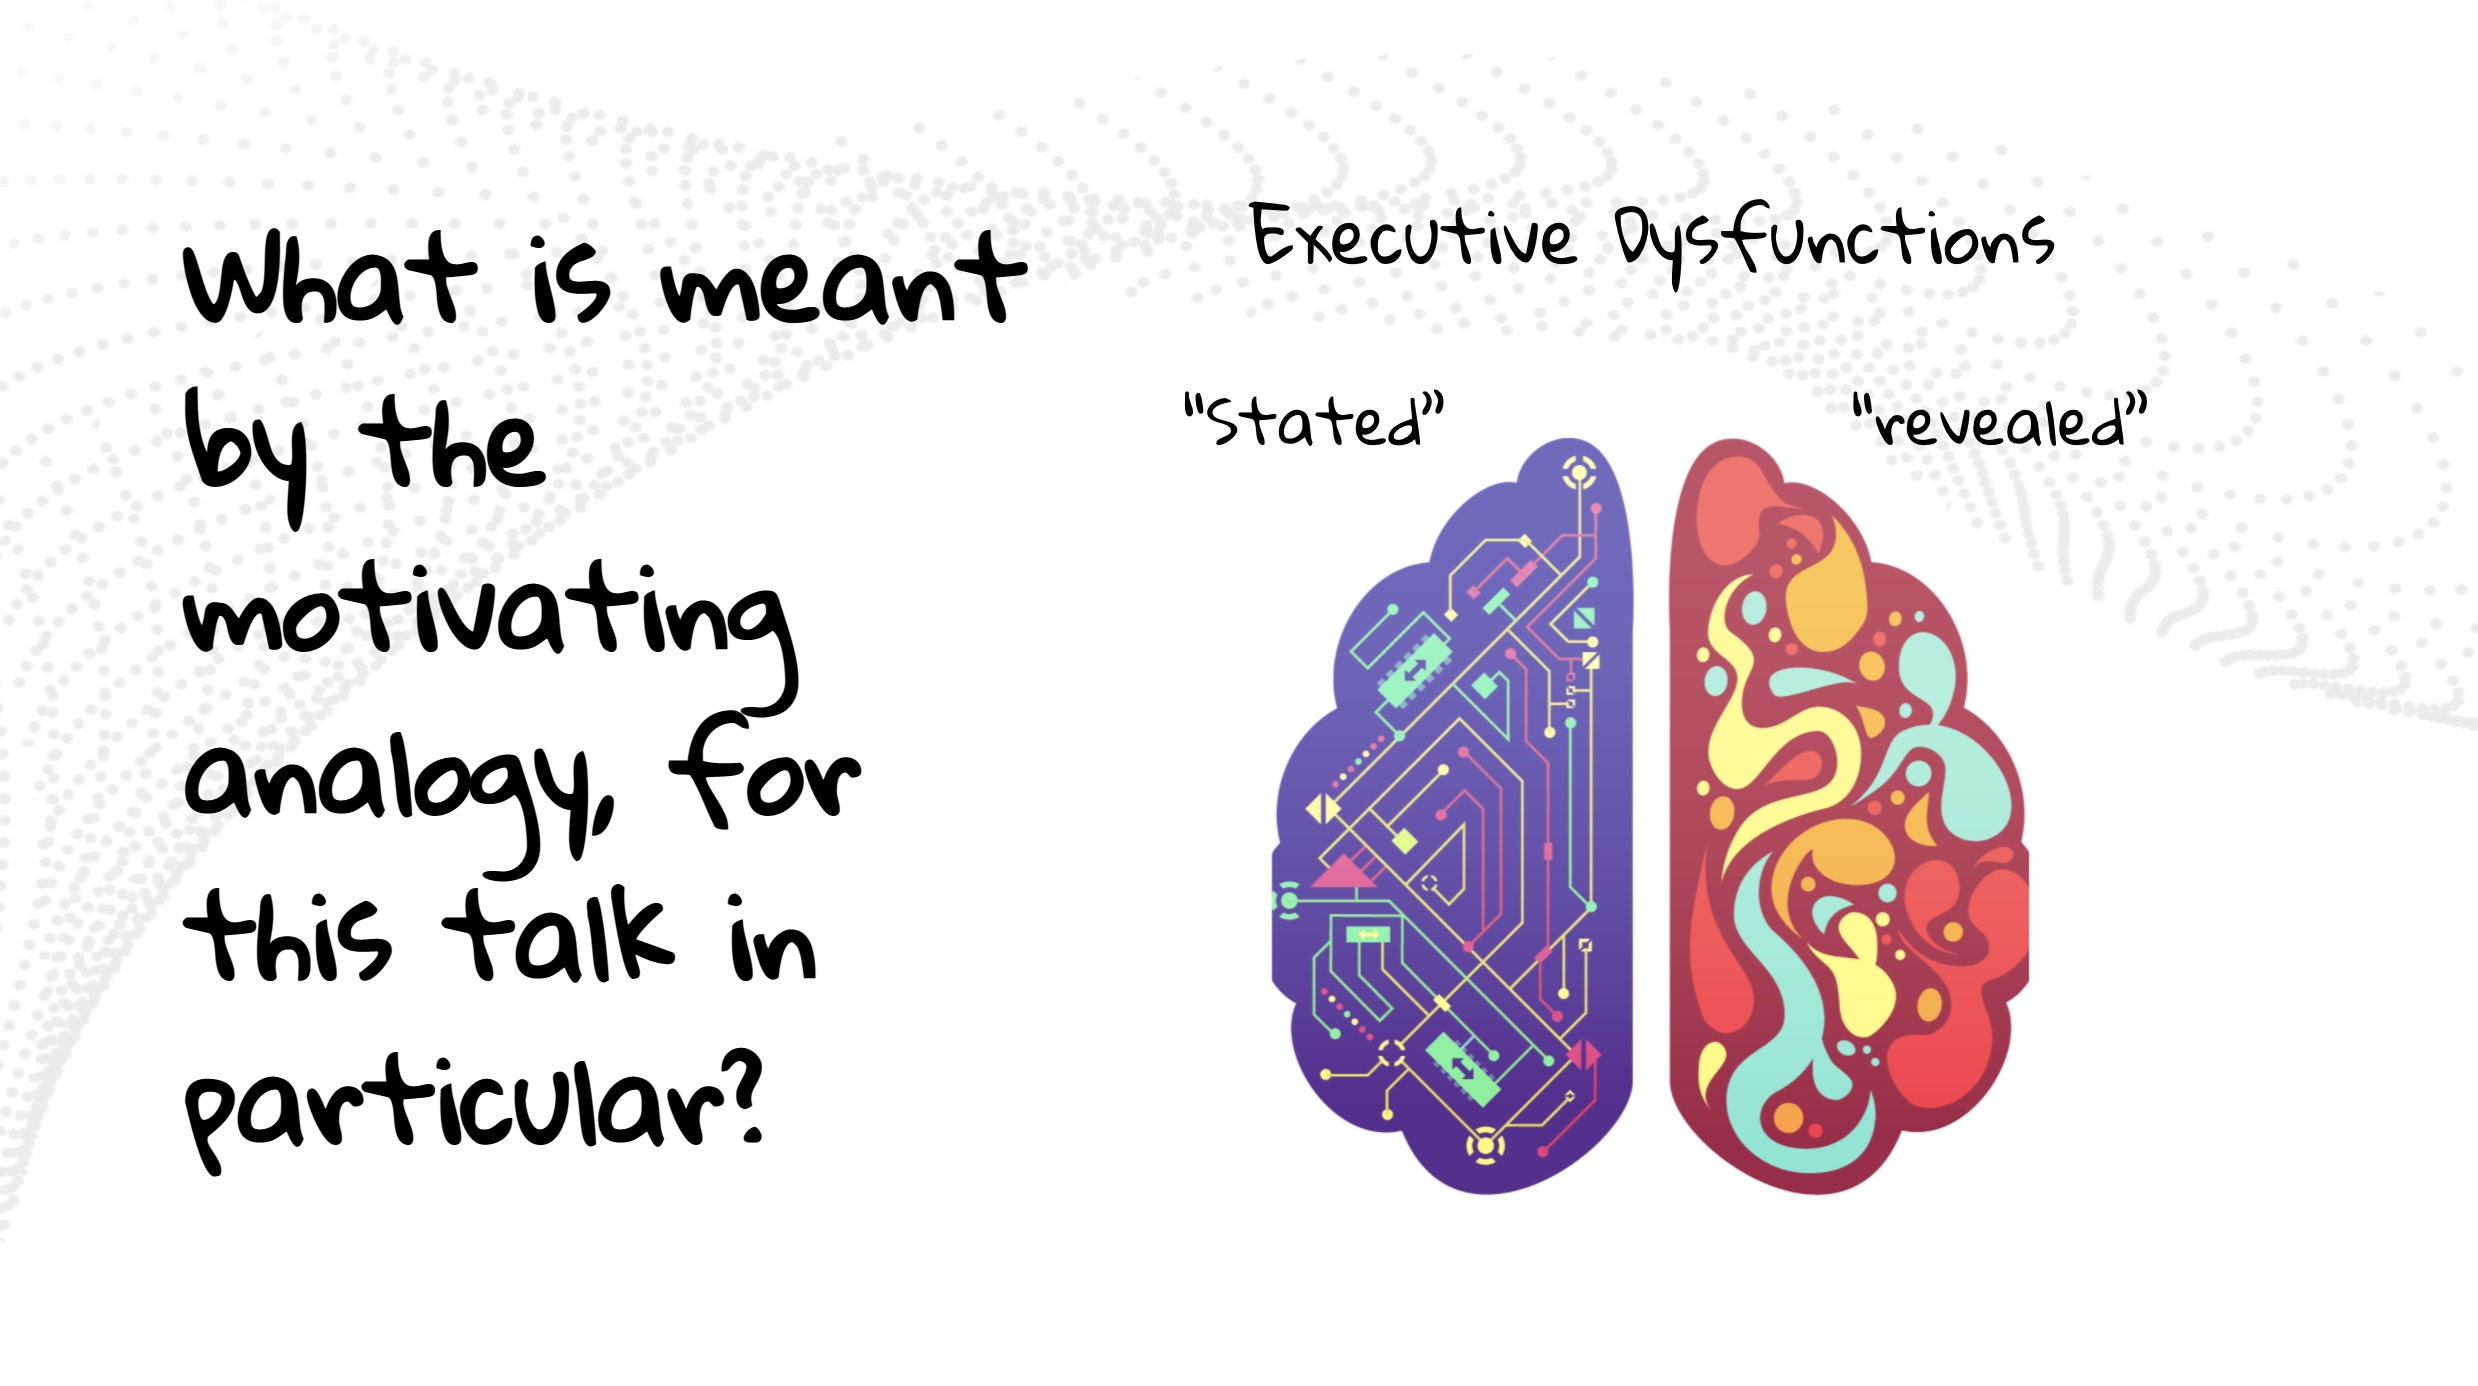 What is meant
by the
motivating
analogy, for
this talk in
particular?
Executive Dysfunctions
"stated"
"revealed"